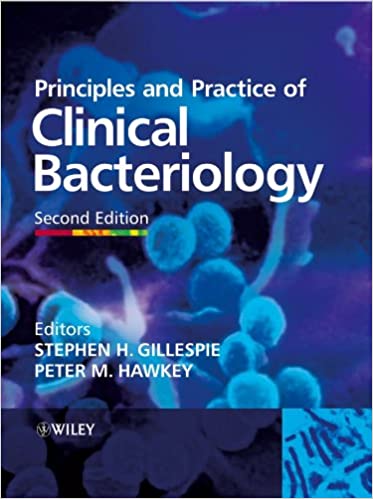 Principles and Practice of
Clinical
Bacteriology
Second Edition
Editors
STEPHEN H. GILLESPIE
PETER M. HAWKEY
WILEY